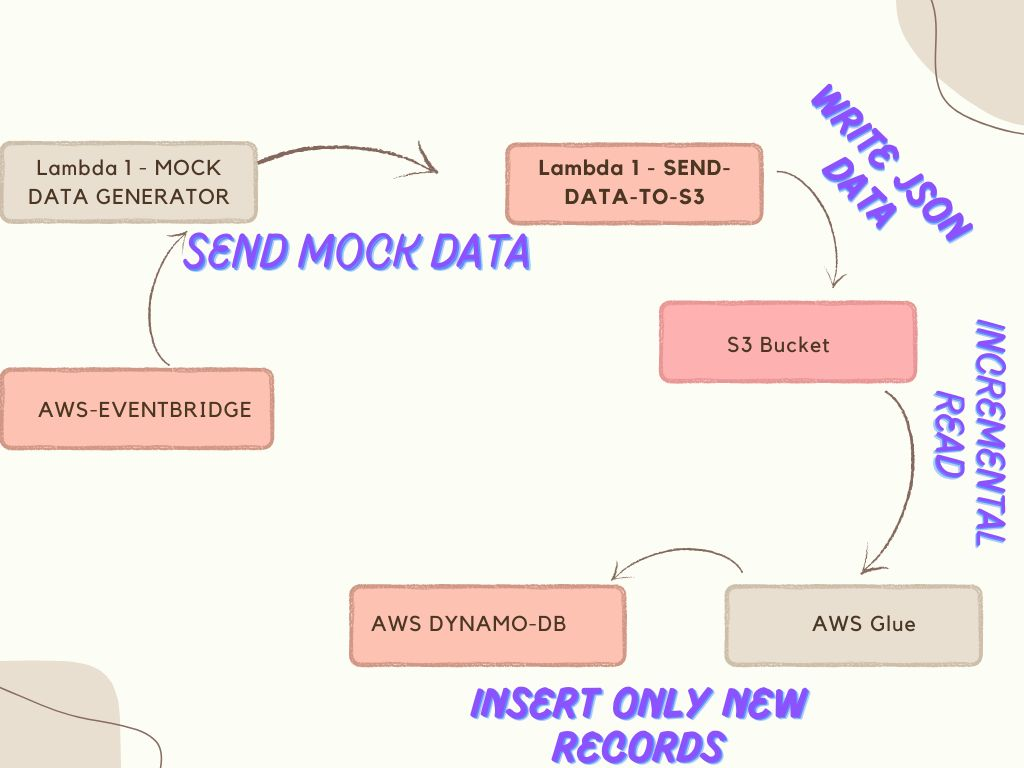 Lambda 1 - MOCK
DATA GENERATOR
Lambda 1 - SEND-
DATA-TO-S3
WRITE JSON
DATA
SEND MOCK DATA
S3 Bucket
AWS-EVENTBRIDGE
INCREMENTAL
READ
AWS DYNAMO-DB
AWS Glue
INSERT ONLY NEW
RECORDS